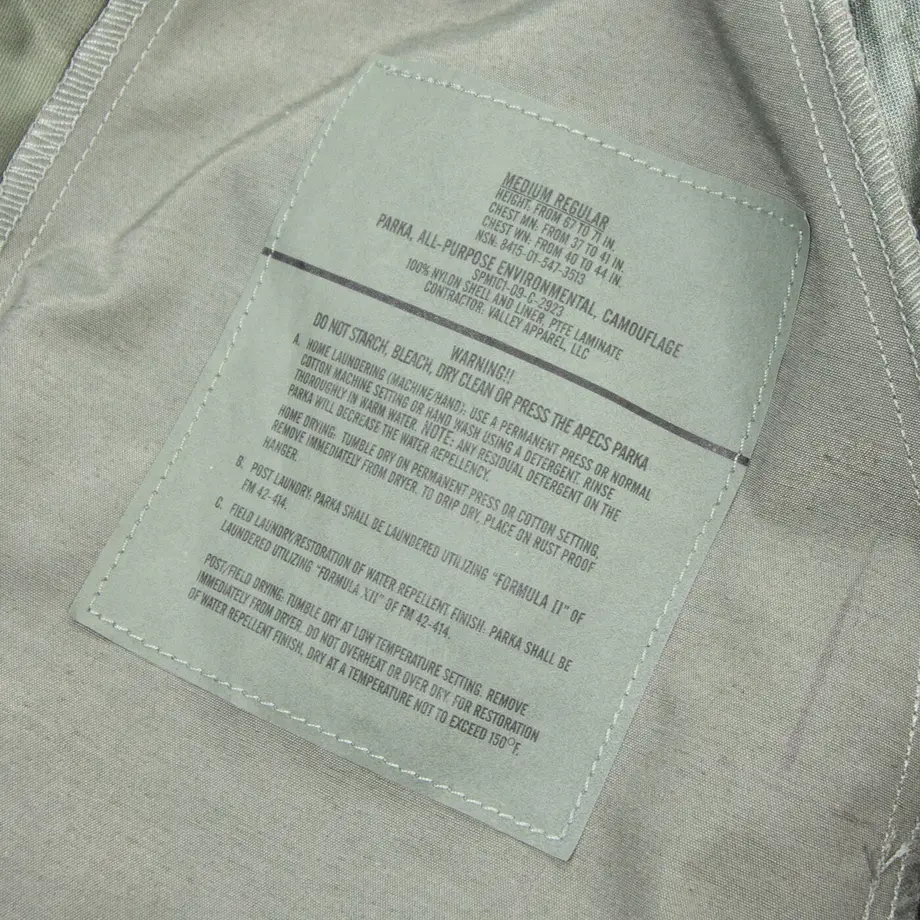 MEDIUM REGULAR
HEIGHT: FROM 67 TO 71 IN.
CHEST MN: FROM 37 TO 41 IN.
CHEST WN: FROM 40 TO 44 IN.
NSN: 8415-01-547-3513
PARKA, ALL-PURPOSE ENVIRONMENTAL, CAMOUFLAGE
SPM1C1-09-C-2923
100% NYLON SHELL AND LINER, PTFE LAMINATE
CONTRACTOR: VALLEY APPAREL, LLC
WARNING!!
DO NOT STARCH, BLEACH, DRY CLEAN OR PRESS THE APECS PARKA
A. HOME LAUNDERING (MACHINE/HAND): USE A PERMANENT PRESS OR NORMAL
COTTON MACHINE SETTING OR HAND WASH USING A DETERGENT. RINSE
THOROUGHLY IN WARM WATER. NOTE: ANY RESIDUAL DETERGENT ON THE
PARKA WILL DECREASE THE WATER REPELLENCY.
HOME DRYING: TUMBLE DRY ON PERMANENT PRESS OR COTTON SETTING,
REMOVE IMMEDIATELY FROM DRYER. TO DRIP DRY, PLACE ON RUST PROOF
HANGER.
B. POST LAUNDRY: PARKA SHALL BE LAUNDERED UTILIZING "FORMULA II" OF
FM 42-414.
C. FIELD LAUNDRY/RESTORATION OF WATER REPELLENT FINISH: PARKA SHALL BE
LAUNDERED UTILIZING "FORMULA XII" OF FM 42-414.
POST/FIELD DRYING: TUMBLE DRY AT LOW TEMPERATURE SETTING. REMOVE
IMMEDIATELY FROM DRYER. DO NOT OVERHEAT OR OVER DRY. FOR RESTORATION
OF WATER REPELLENT FINISH, DRY AT A TEMPERATURE NOT TO EXCEED 150°F.